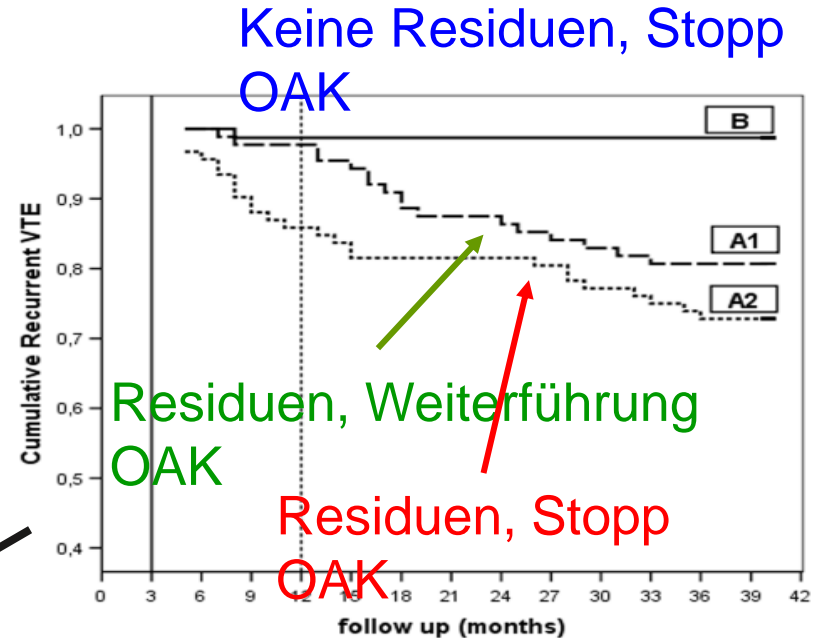 Keine Residuen, Stopp
OAK
B
A1
A2
Residuen, Weiterführung
OAK
Residuen, Stopp
OAK
Cumulative Recurrent VTE
1,0
0,9
0,8
0,7
0,6
0,5
0,4
0 3 6 9 12 15 18 21 24 27 30 33 36 39 42
follow up (months)